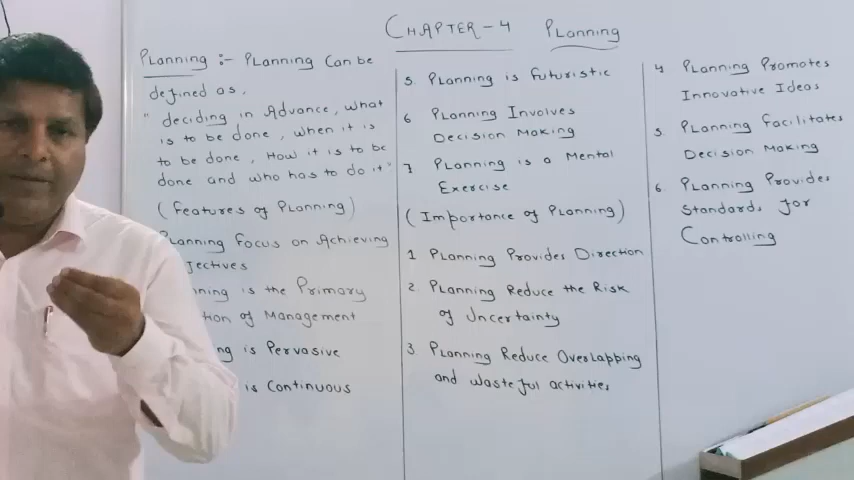 CHAPTER-4 Planning
Planning :- Planning Can be
defined as,
" deciding in Advance, what
is to be done, when it is
to be done, How it is to be
done and who has to do it"
(Features of Planning)
Planning Focus on Achieving
jectives
ning is the Primary
tion of Management
ng is Pervasive
is Continuous
5. Planning is Futuristic
6 Planning Involves
Decision Making
7 Planning is a Mental
Exercise
(Importance of Planning)
1 Planning Provides Direction
2. Planning Reduce the Risk
of Uncertainty
3. Planning Reduce Overlapping
and wasteful activities
4 Planning Promotes
Innovative Ideas
5 Planning Facilitates
Decision Making
6. Planning Provides
Standards for
Controlling